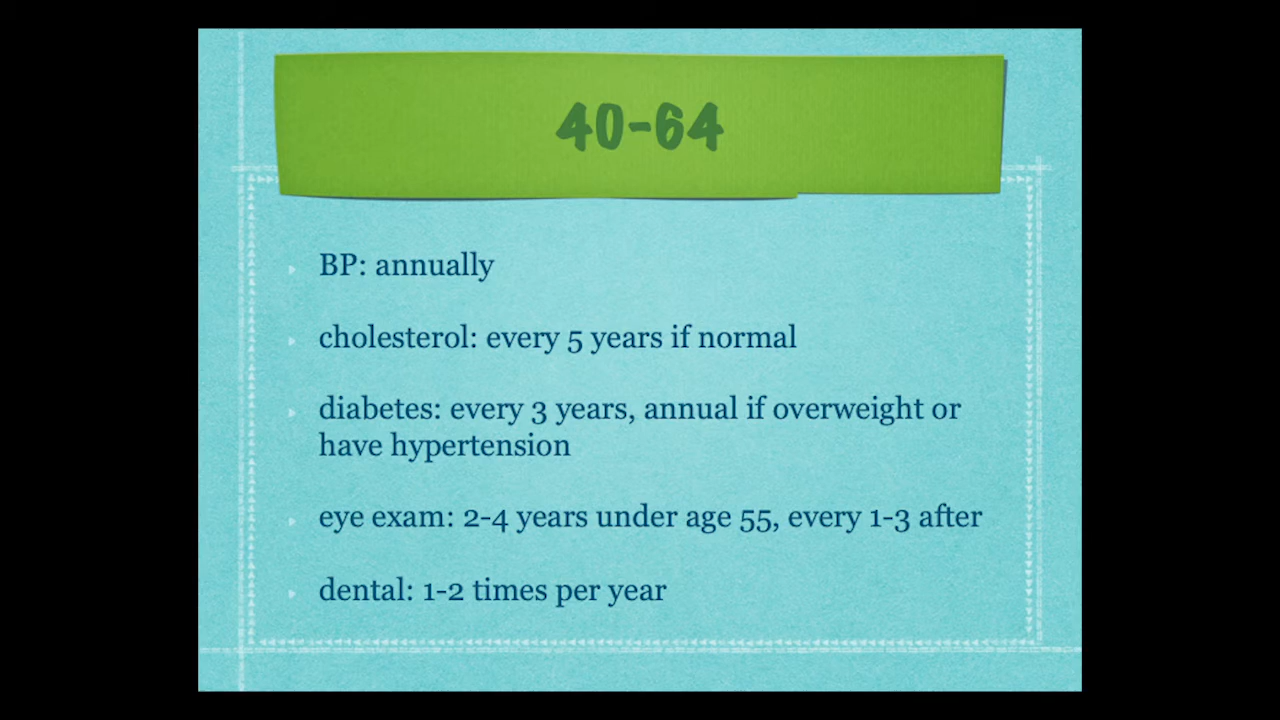 40-64
BP: annually
cholesterol: every 5 years if normal
diabetes: every 3 years, annual if overweight or
have hypertension
eye exam: 2-4 years under age 55, every 1-3 after
dental: 1-2 times per year